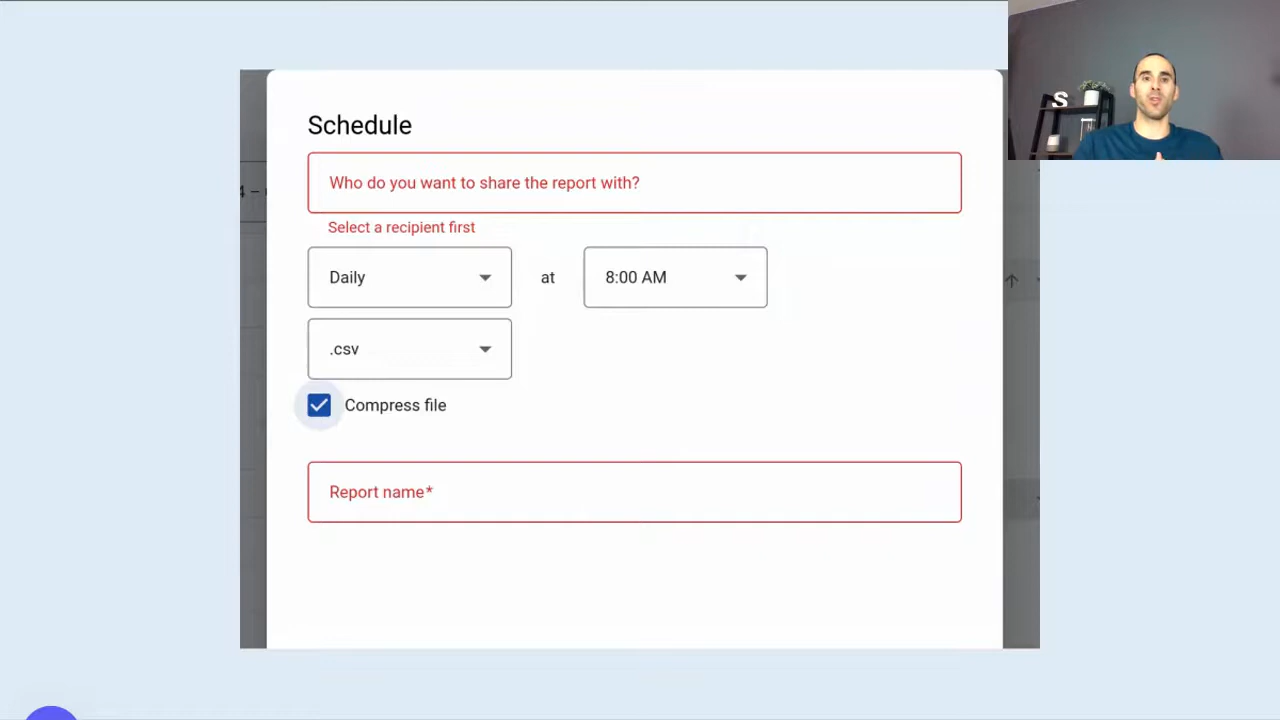 Schedule
Who do you want to share the report with?
Select a recipient first
Daily at 8:00 AM
.csv
Compress file
Report name*
S
4 –